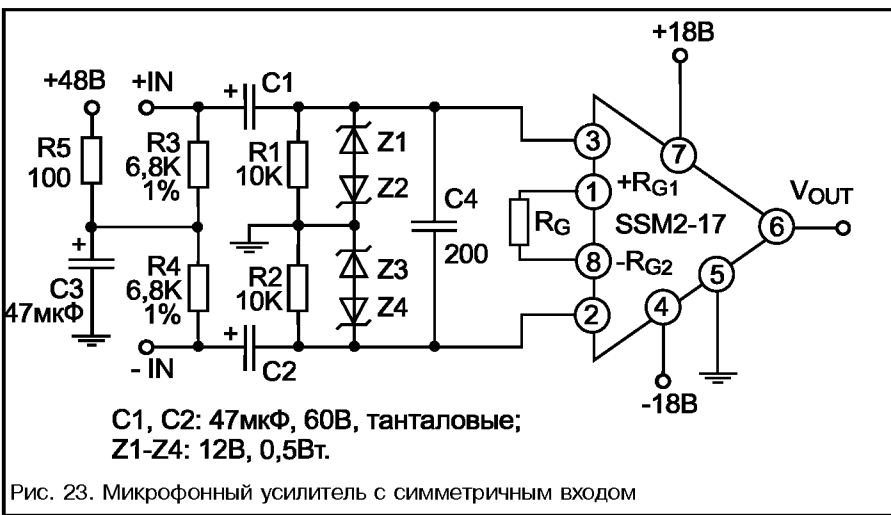 +18В
+48В
+IN
+
C1
R5
100
R3
6,8K
1%
R1
10K
Z1
Z2
C4
200
3
7
1
+RG1
RG
SSM2-17
6
VOUT
8
-RG2
5
2
4
+
C3
47мкФ
R4
6,8K
1%
R2
10K
Z3
Z4
- IN
+
C2
-18В
C1, C2: 47мкФ, 60В, танталовые;
Z1-Z4: 12В, 0,5Вт.
Рис. 23. Микрофонный усилитель с симметричным входом